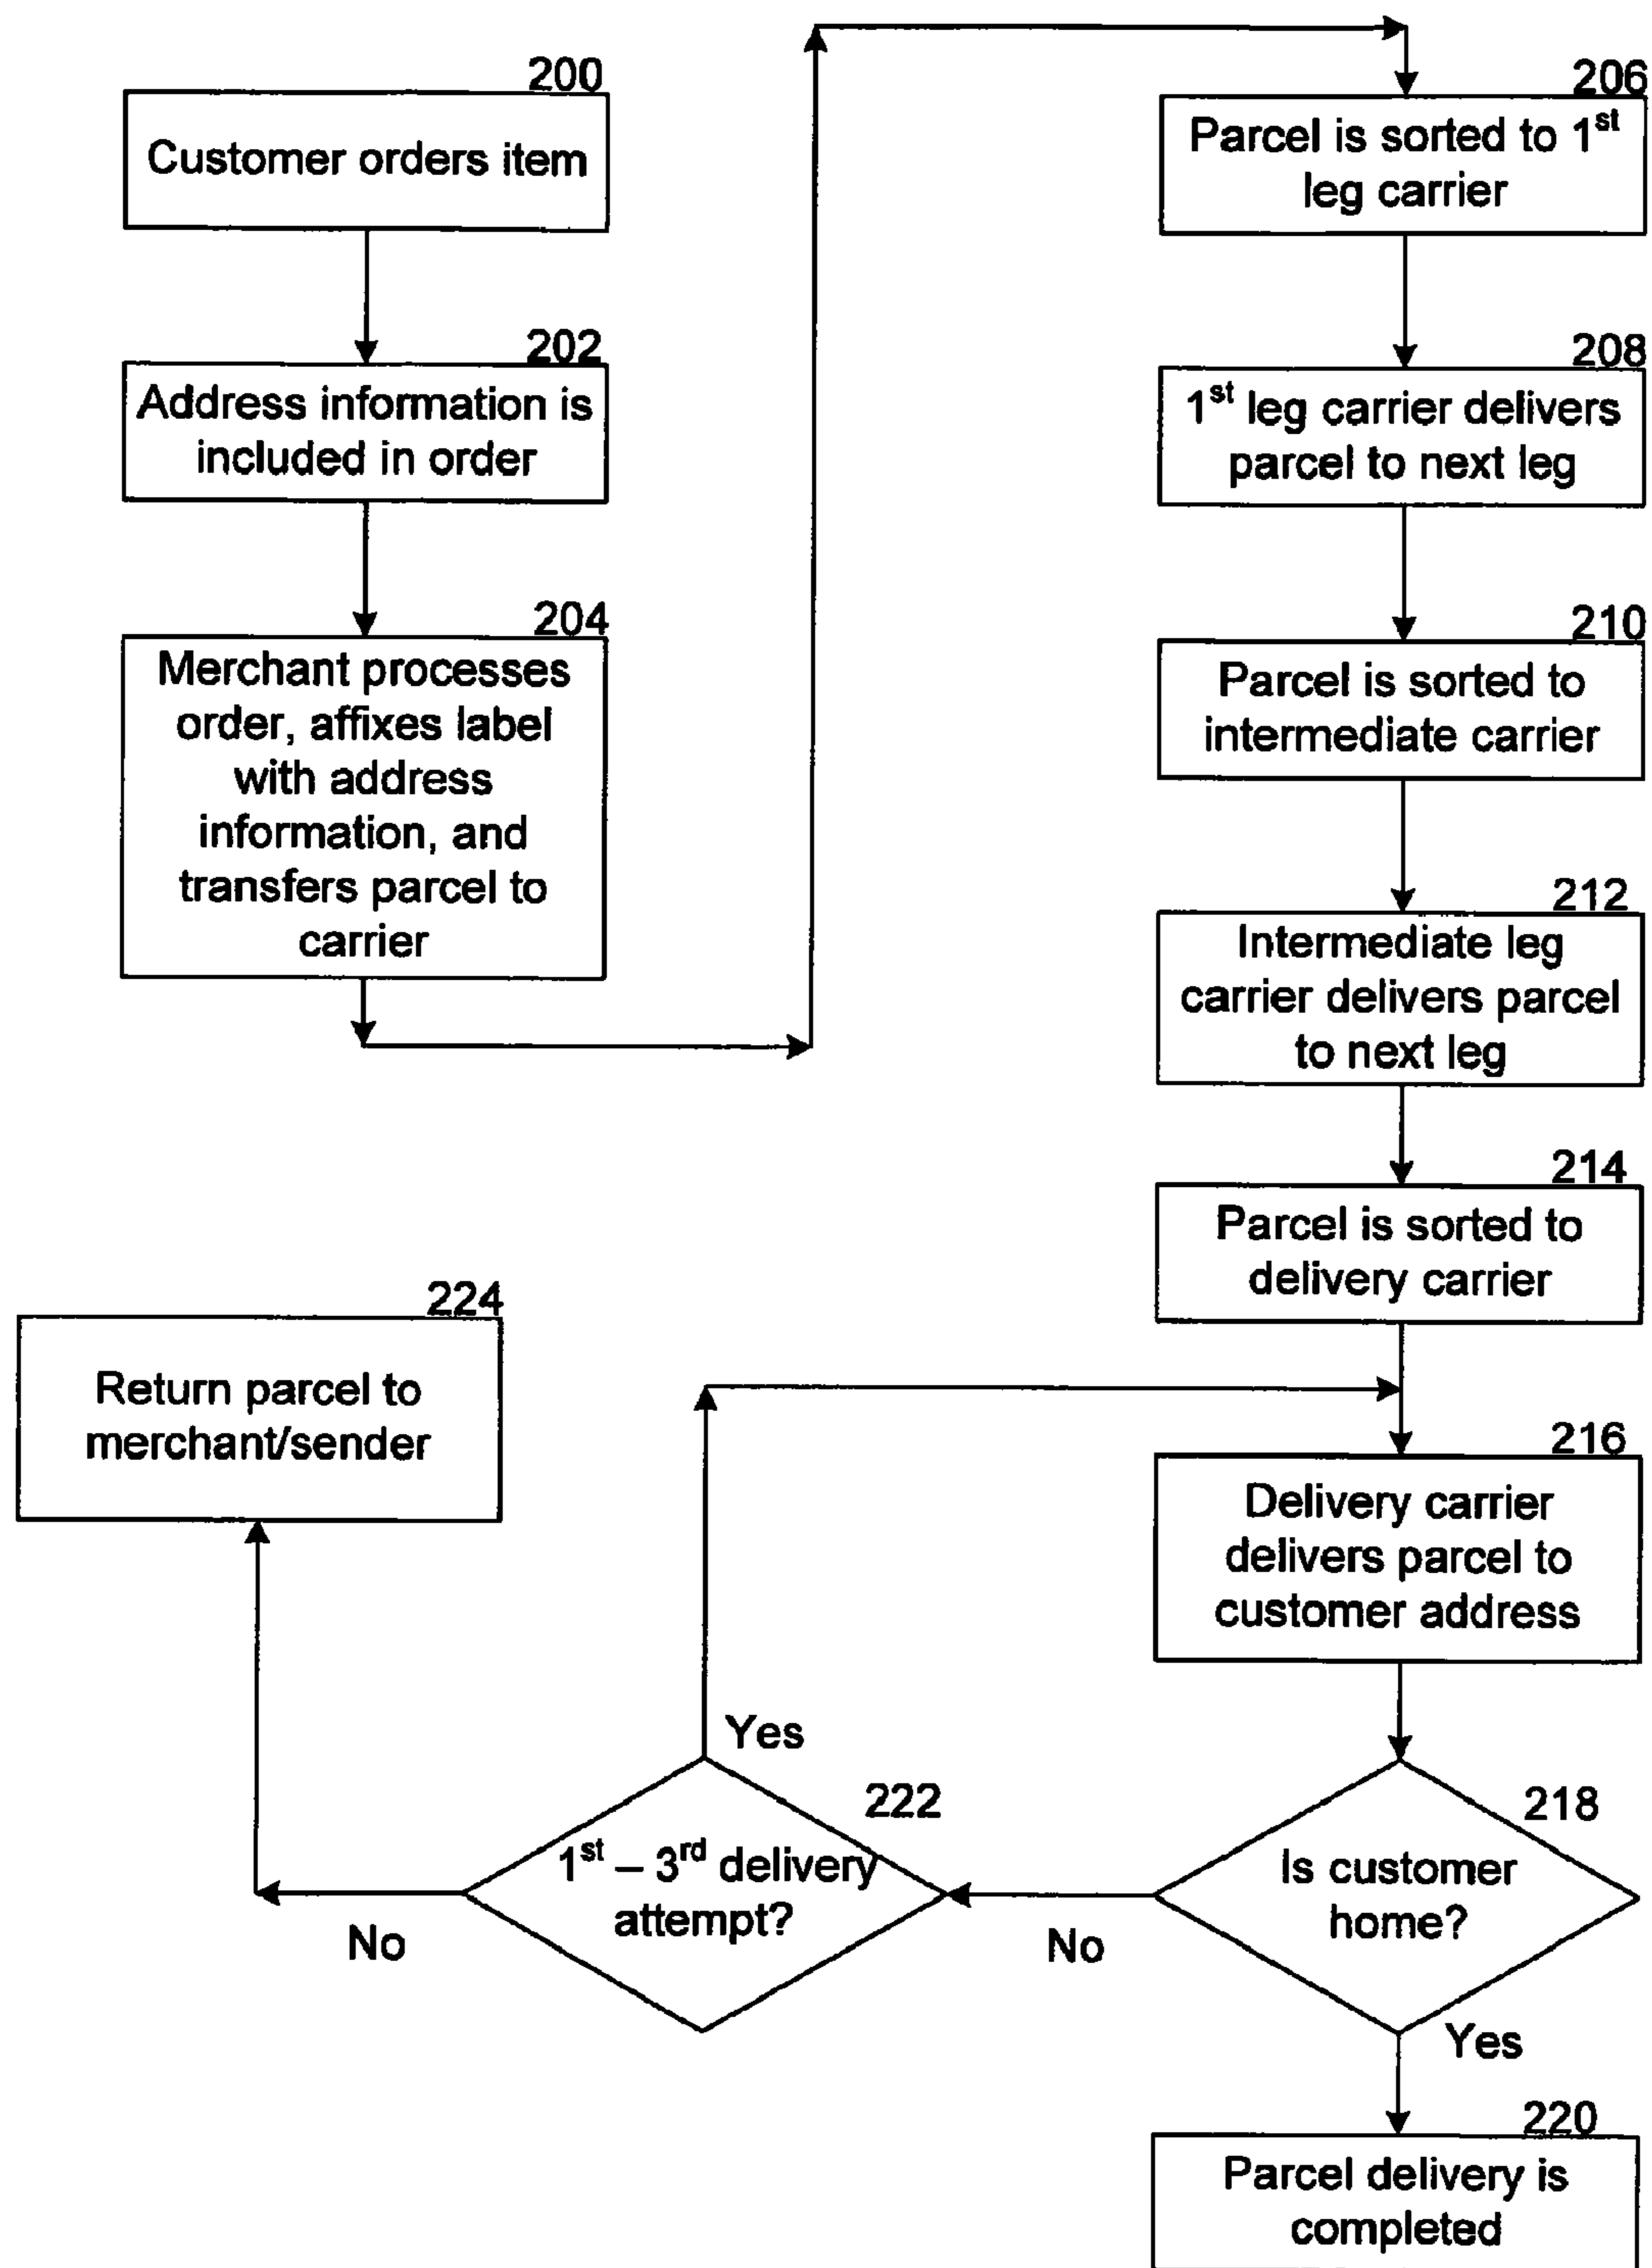 200
Customer orders item
202
Address information is
included in order
204
Merchant processes
order, affixes label
with address
information, and
transfers parcel to
carrier
206
Parcel is sorted to 1st
leg carrier
208
1st leg carrier delivers
parcel to next leg
210
Parcel is sorted to
intermediate carrier
212
Intermediate leg
carrier delivers parcel
to next leg
214
Parcel is sorted to
delivery carrier
216
Delivery carrier
delivers parcel to
customer address
218
Is customer
home?
Yes
No
220
Parcel delivery is
completed
222
1st – 3rd delivery
attempt?
Yes
No
224
Return parcel to
merchant/sender